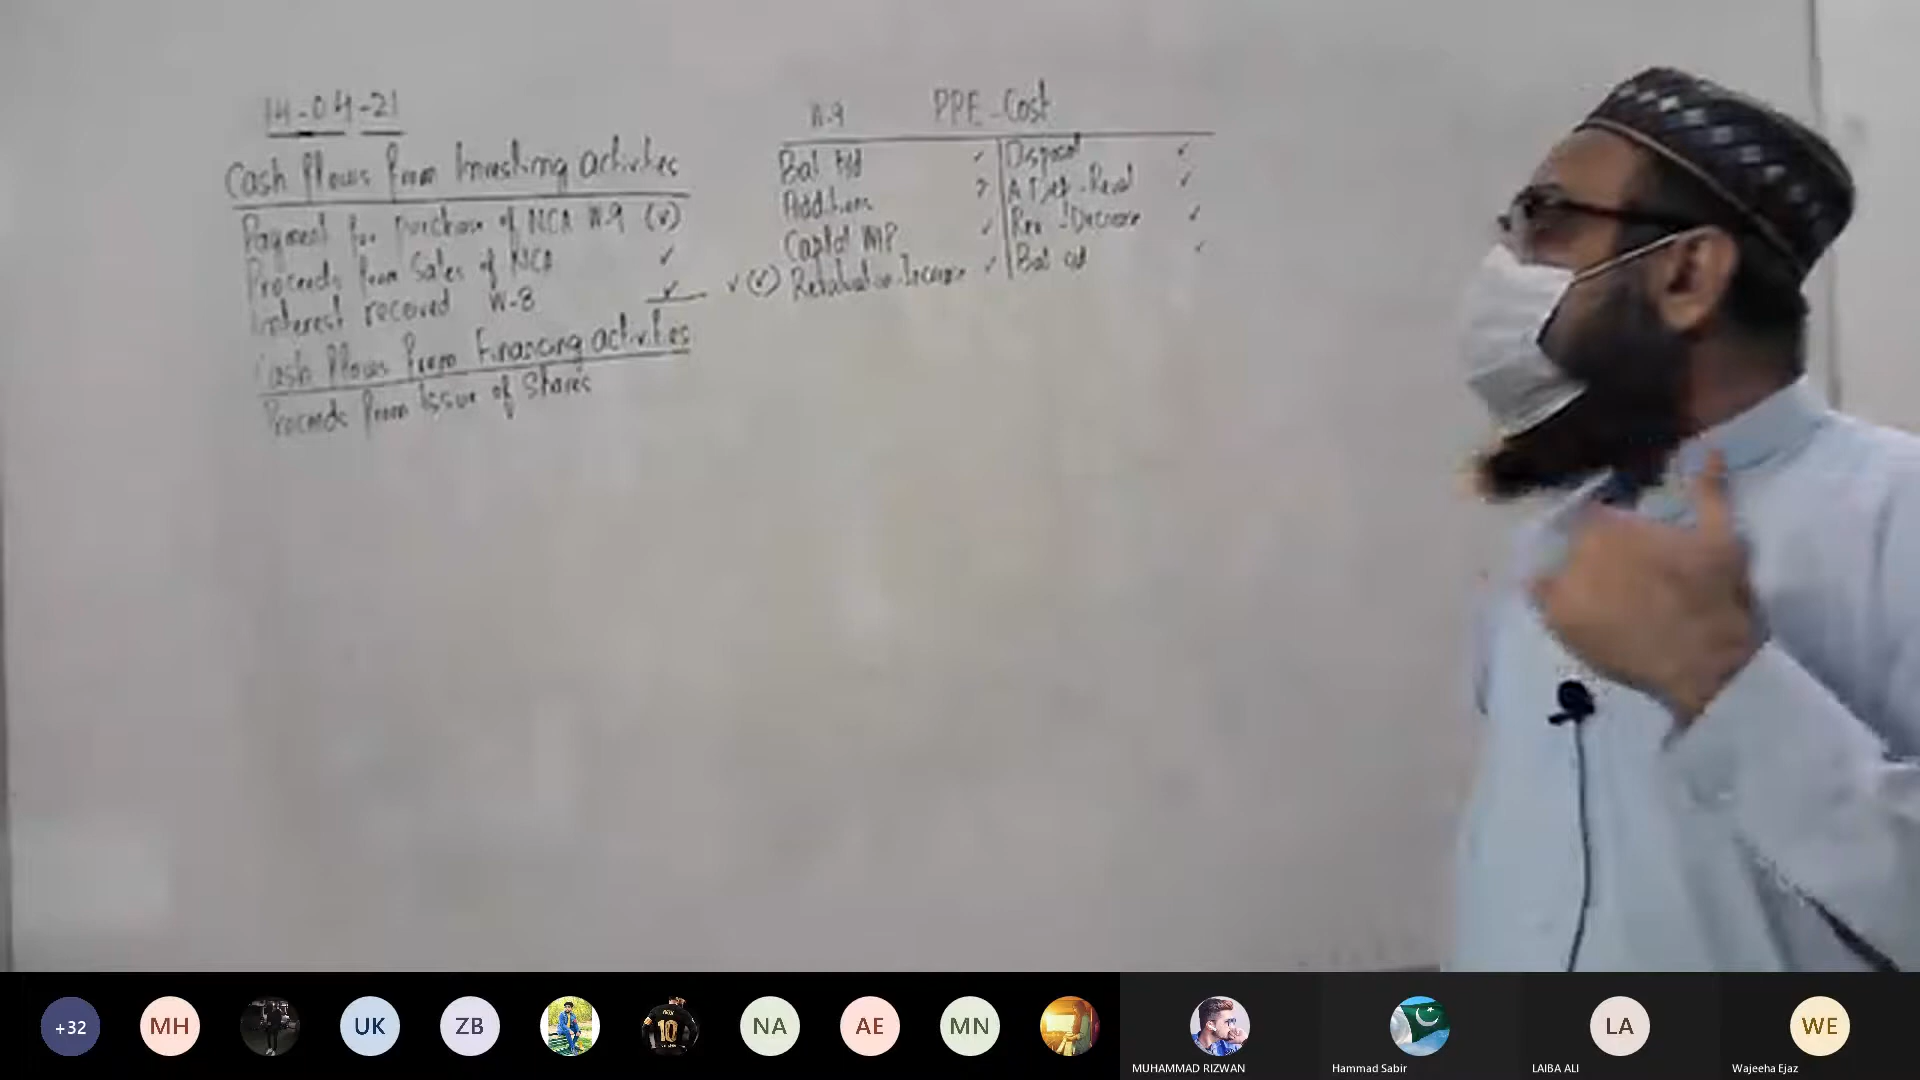 14-04-21
Cash flows from Investing activities
Payment for purchase of NCA W-9 (✓)
Proceeds from Sales of NCA ✓
Interest received W-8 ✓
Cash flows from Financing activities
Proceeds from Issue of Shares
W-9 PPE-Cost
Bal b/d ✓ Disposal ✓
Additions ? A Dep-Reval ✓
Capital WIP ✓ Rev-Decrease ✓
✓ (✓) Revaluation-Increase ✓ Bal c/d ✓
+32
MH
UK
ZB
10
NA
AE
MN
LA
WE
MUHAMMAD RIZWAN
Hammad Sabir
LAIBA ALI
Wajeeha Ejaz